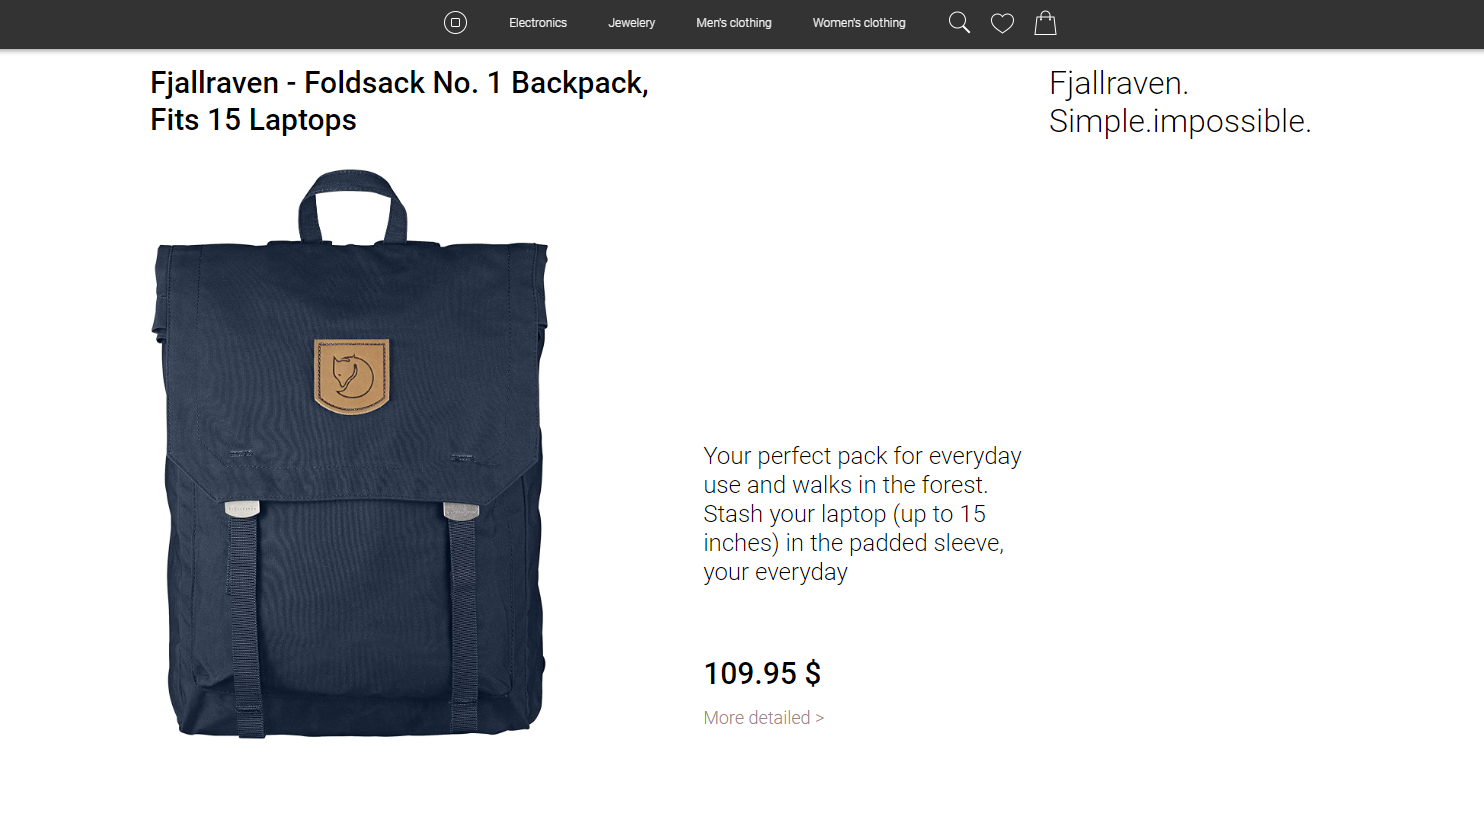 Electronics Jewelery Men's clothing Women's clothing
Fjallraven - Foldsack No. 1 Backpack,
Fits 15 Laptops
Fjallraven.
Simple.impossible.
Your perfect pack for everyday
use and walks in the forest.
Stash your laptop (up to 15
inches) in the padded sleeve,
your everyday
109.95 $
More detailed >